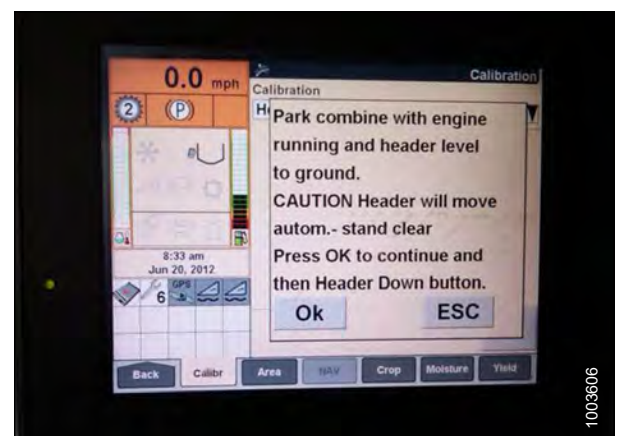 0.0 mph
Calibration
Calibration
2 (P)
H
Park combine with engine
running and header level
to ground.
CAUTION Header will move
autom.- stand clear
Press OK to continue and
then Header Down button.
Ok ESC
8:33 am
Jun 20, 2012
6 GPS
Back Calibr Area NAV Crop Moisture Yield
1003606